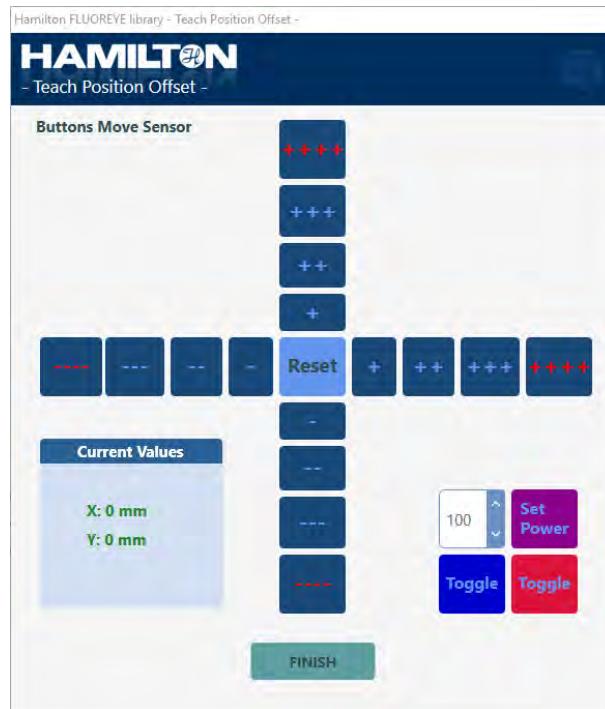 Hamilton FLUOREYE library - Teach Position Offset -
HAMILTON
- Teach Position Offset -
Buttons Move Sensor
++++
+++
++
+
---- --- -- - Reset + ++ +++ ++++
-
--
---
----
Current Values
X: 0 mm
Y: 0 mm
100
Set
Power
Toggle Toggle
FINISH